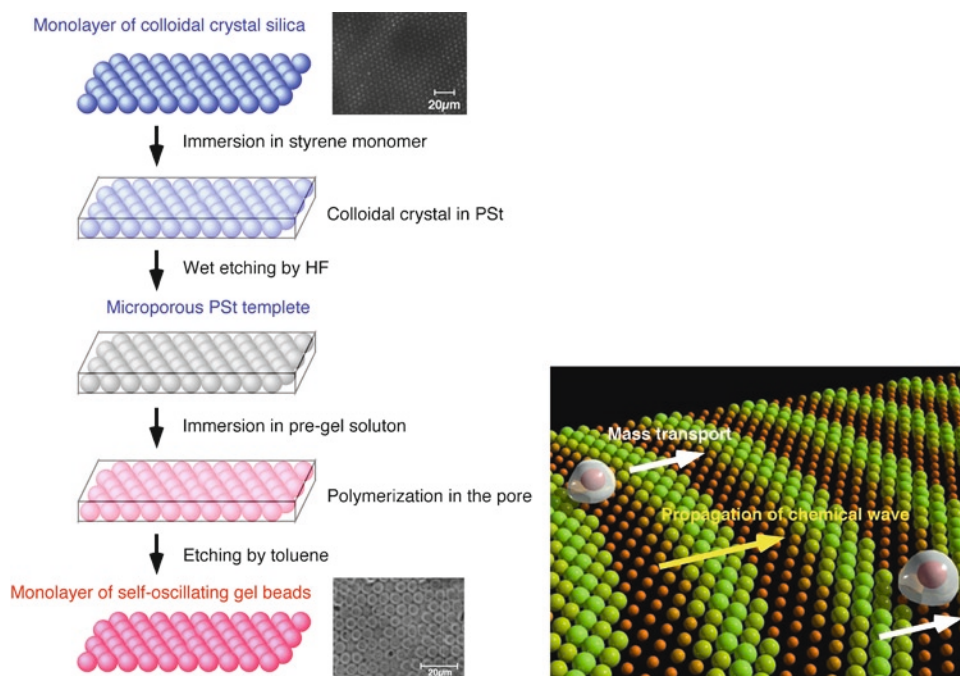 Monolayer of colloidal crystal silica
20μm
Immersion in styrene monomer
Colloidal crystal in PSt
Wet etching by HF
Microporous PSt templete
Immersion in pre-gel soluton
Polymerization in the pore
Etching by toluene
Monolayer of self-oscillating gel beads
20μm
Mass transport
Propagation of chemical wave